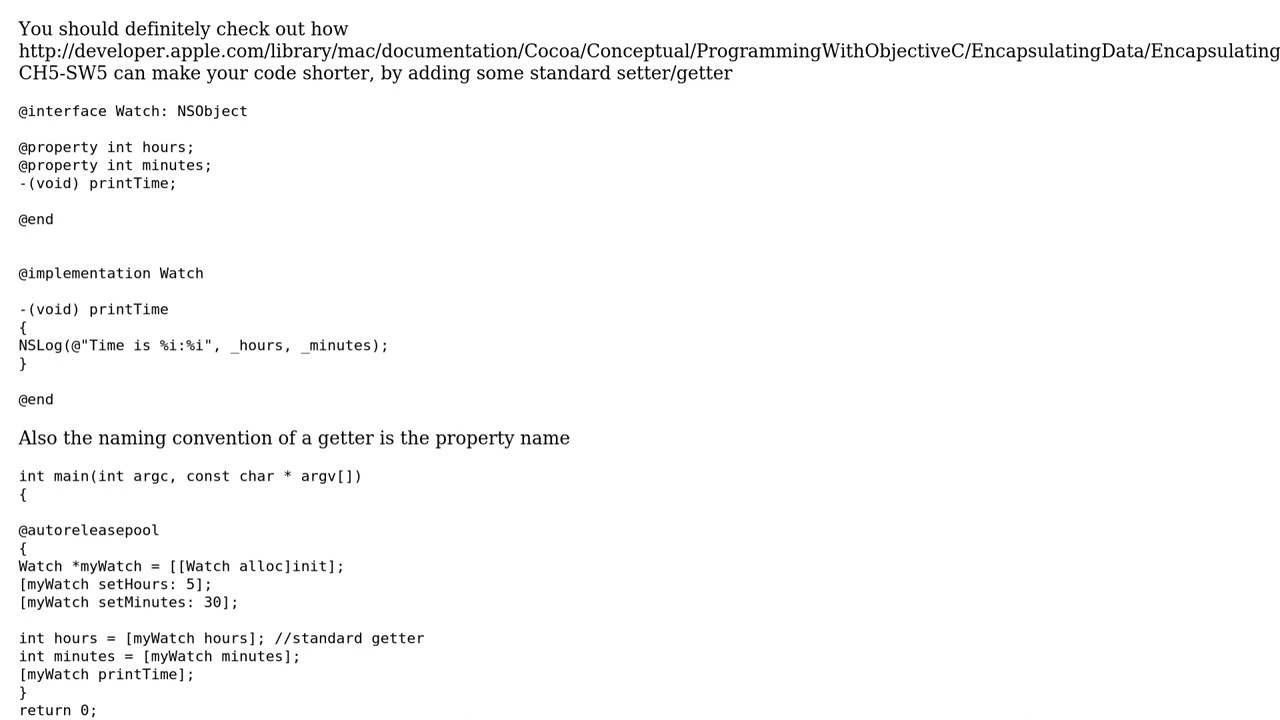 You should definitely check out how
http://developer.apple.com/library/mac/documentation/Cocoa/Conceptual/ProgrammingWithObjectiveC/EncapsulatingData/Encapsulating
CH5-SW5 can make your code shorter, by adding some standard setter/getter
@interface Watch: NSObject
@property int hours;
@property int minutes;
-(void) printTime;
@end
@implementation Watch
-(void) printTime
{
NSLog(@"Time is %i:%i", _hours, _minutes);
}
@end
Also the naming convention of a getter is the property name
int main(int argc, const char * argv[])
{
@autoreleasepool
{
Watch *myWatch = [[Watch alloc]init];
[myWatch setHours: 5];
[myWatch setMinutes: 30];
int hours = [myWatch hours]; //standard getter
int minutes = [myWatch minutes];
[myWatch printTime];
}
return 0;